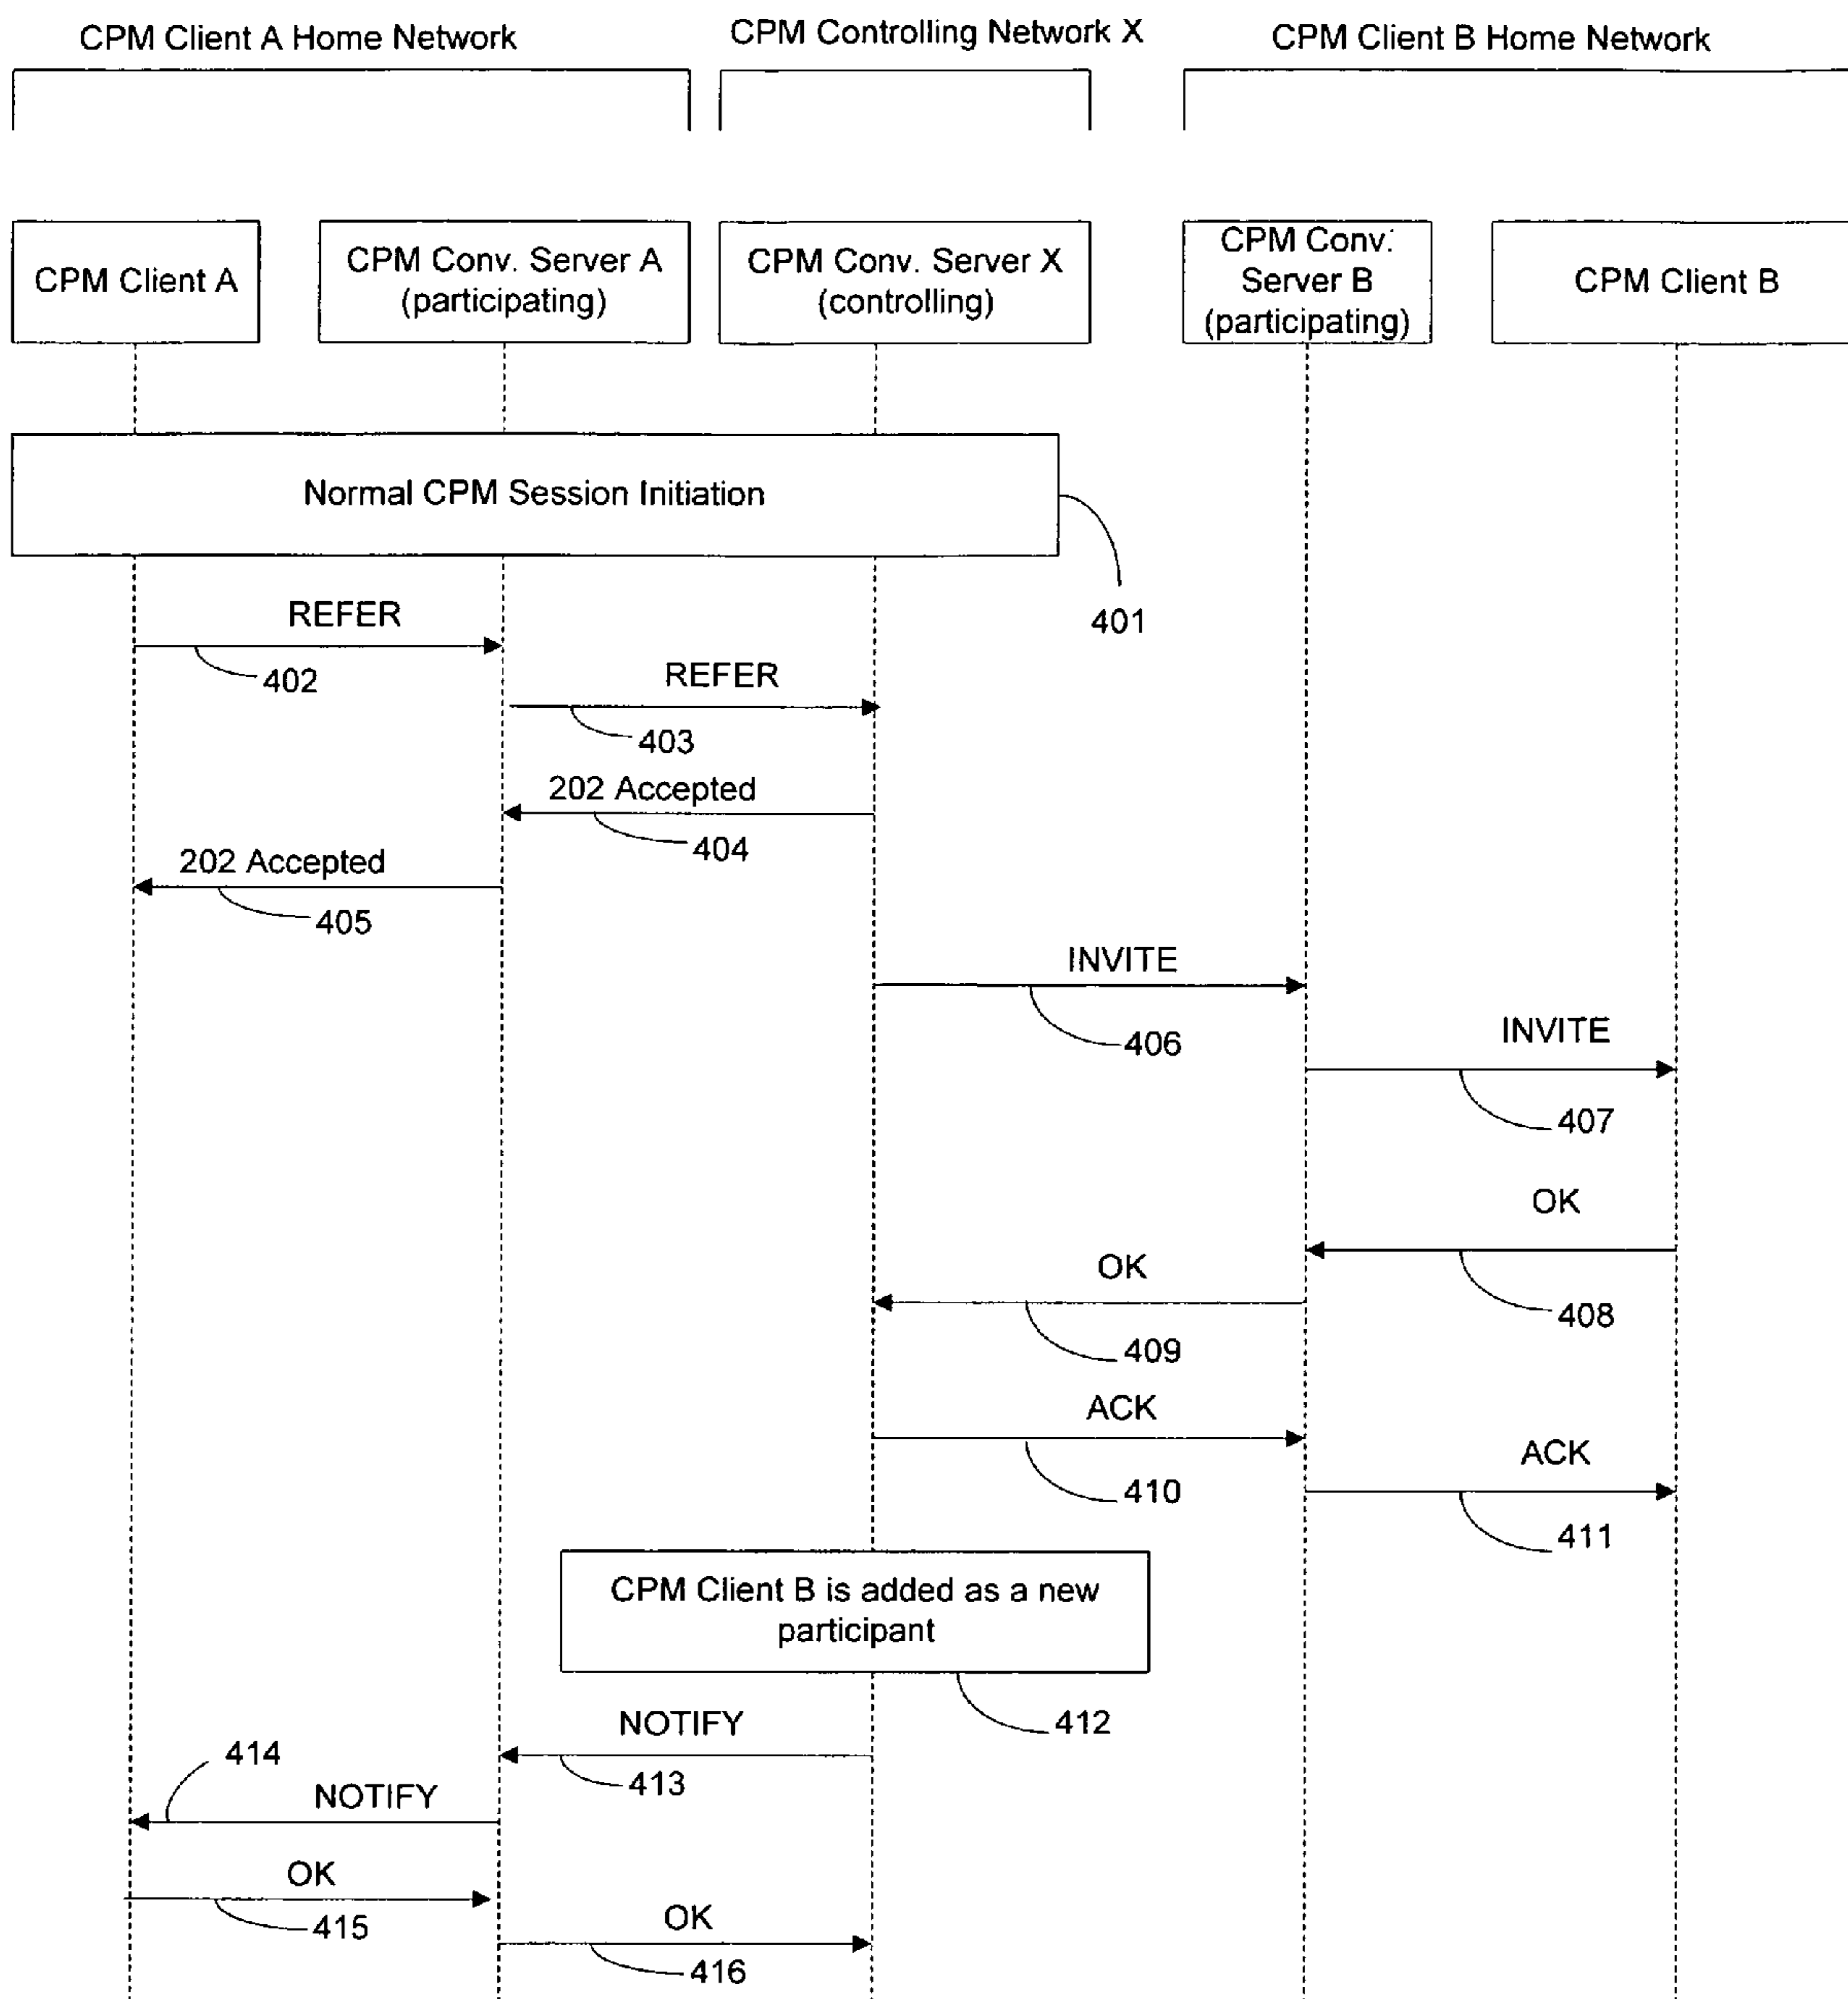 CPM Client A Home Network
CPM Controlling Network X
CPM Client B Home Network
CPM Client A
CPM Conv. Server A
(participating)
CPM Conv. Server X
(controlling)
CPM Conv.
Server B
(participating)
CPM Client B
Normal CPM Session Initiation
401
REFER
402
REFER
403
202 Accepted
404
202 Accepted
405
INVITE
406
INVITE
407
OK
408
OK
409
ACK
410
ACK
411
CPM Client B is added as a new
participant
412
NOTIFY
413
414
NOTIFY
OK
415
OK
416